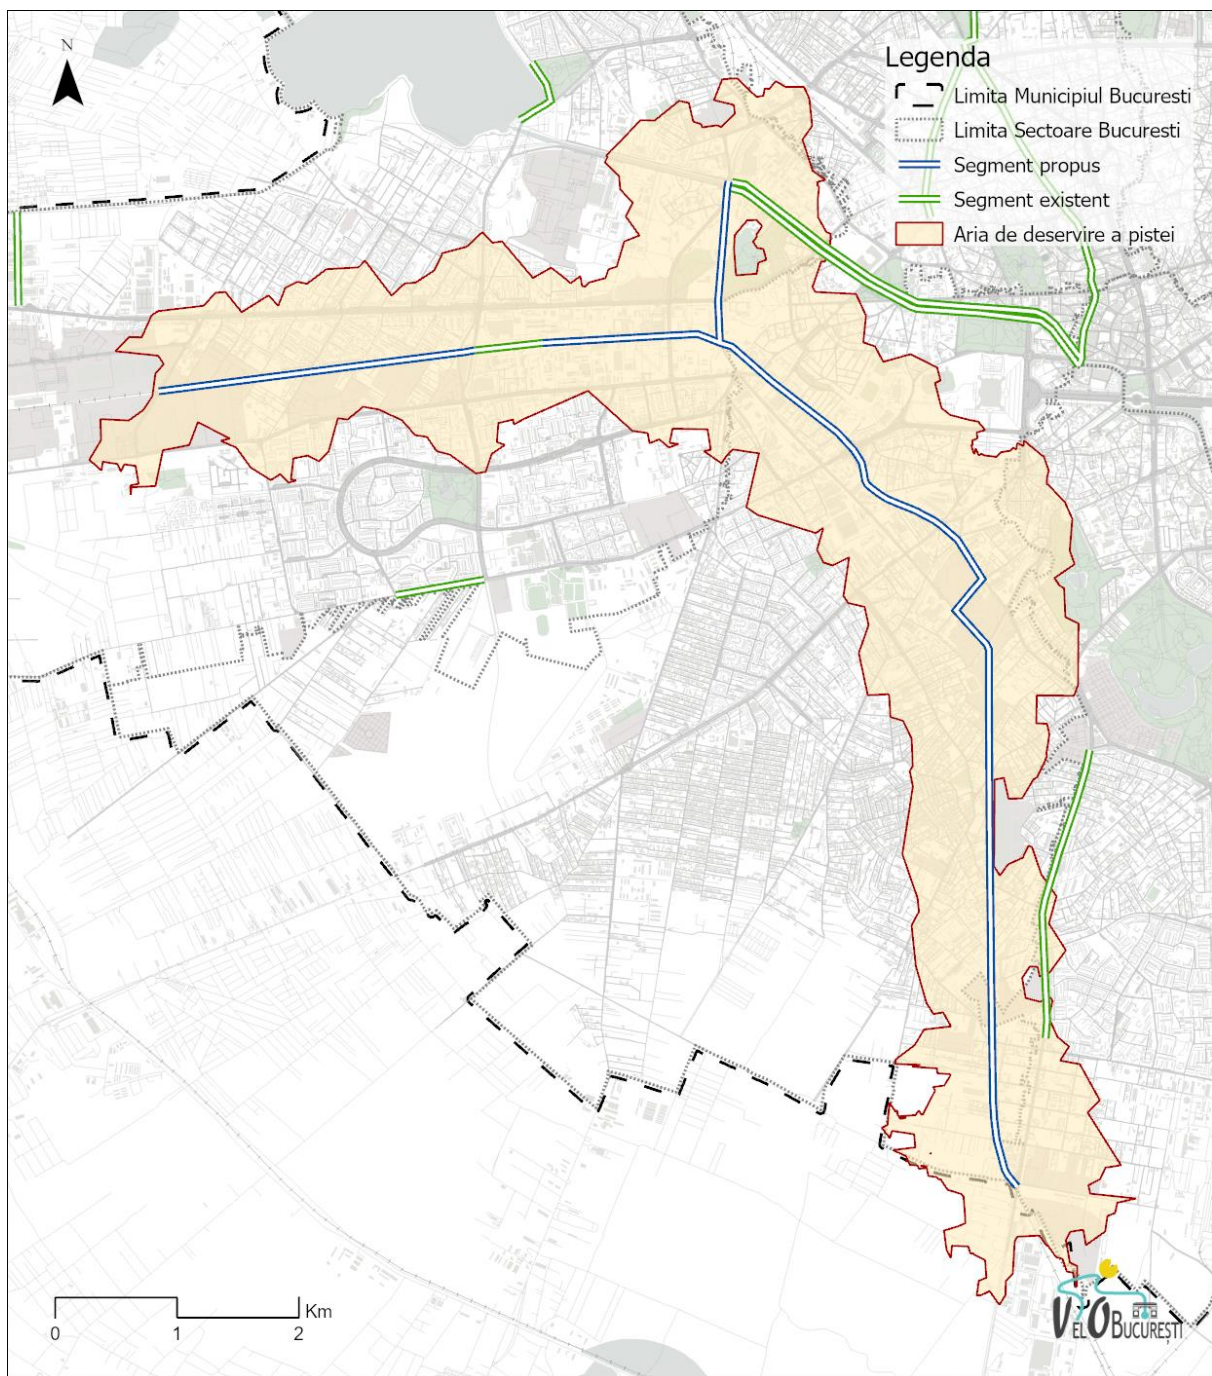 N
Legenda
Limita Municipiul Bucuresti
Limita Sectoare Bucuresti
Segment propus
Segment existent
Aria de deservire a pistei
Km
0 1 2
VelO BUCUREȘTI